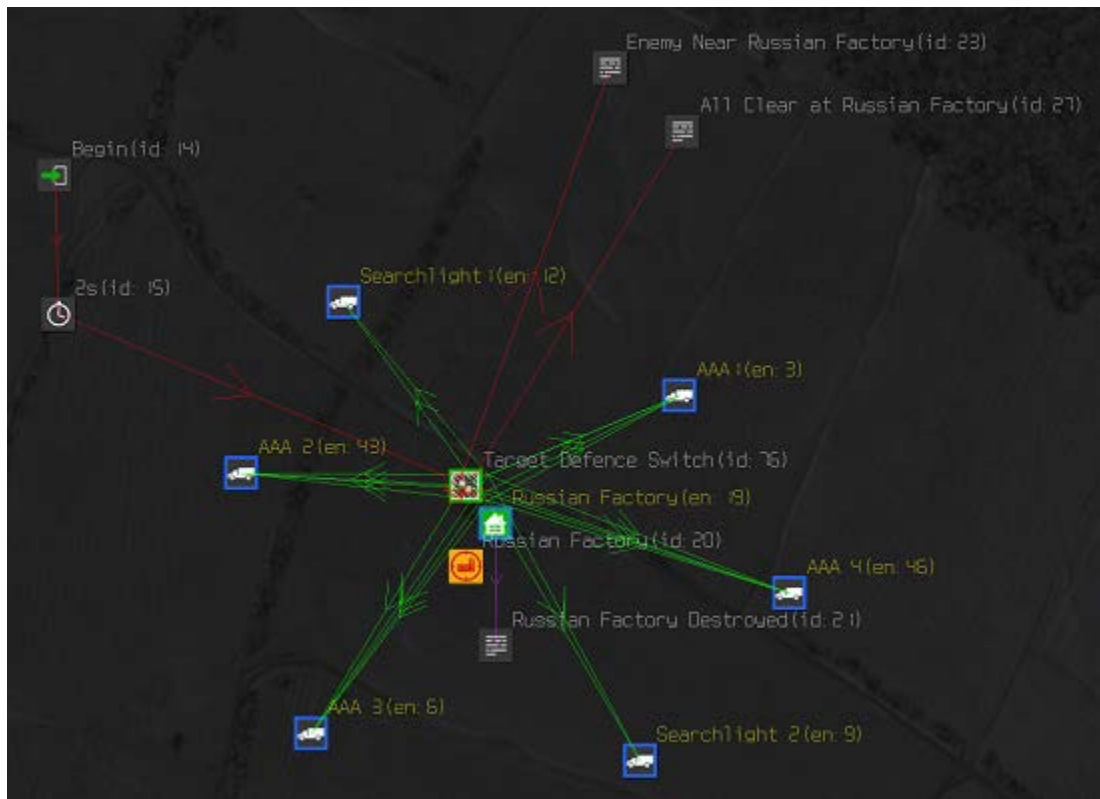 Enemy Near Russian Factory(id: 23)
All Clear at Russian Factory(id: 27)
Begin(id: 14)
Searchlight 1(en: 12)
2s(id: 15)
AAA 1(en: 3)
AAA 2(en: 43)
Target Defence Switch(id: 76)
Russian Factory(en: 19)
Russian Factory(id: 20)
AAA 4(en: 46)
Russian Factory Destroyed(id: 21)
AAA 3(en: 6)
Searchlight 2(en: 9)